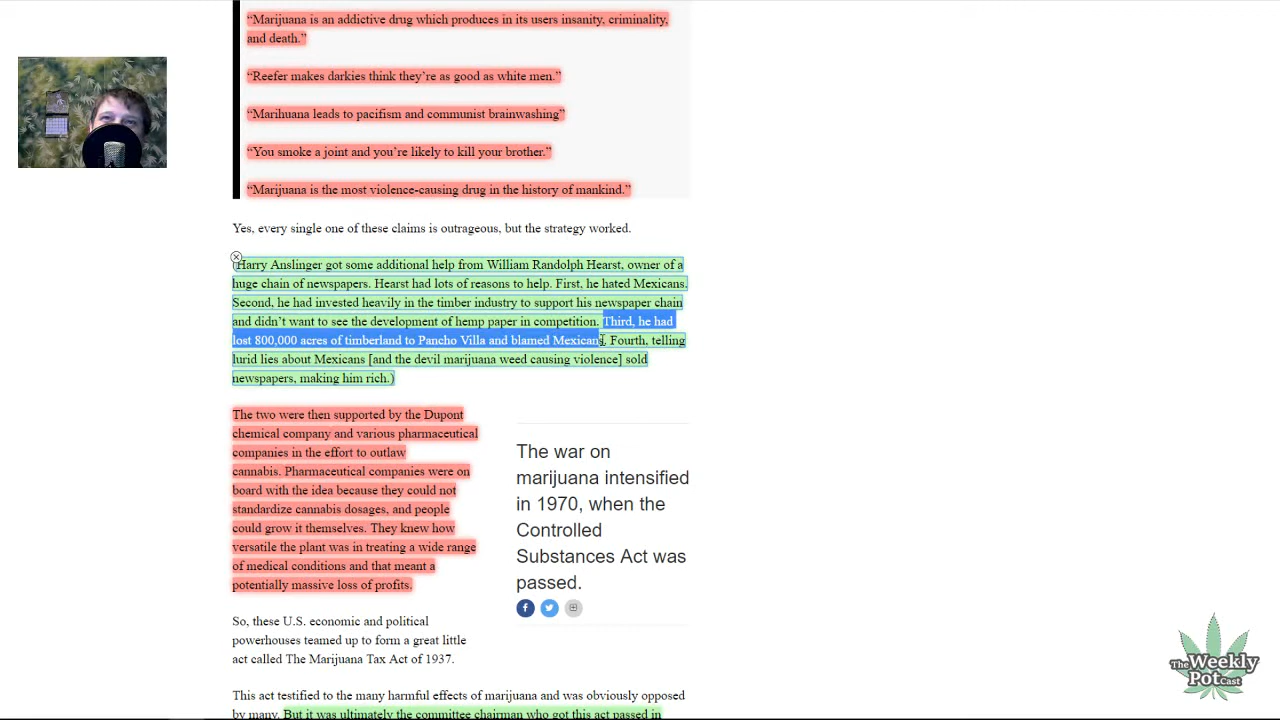 “Marijuana is an addictive drug which produces in its users insanity, criminality,
and death.”
“Reefer makes darkies think they’re as good as white men.”
“Marihuana leads to pacifism and communist brainwashing”
“You smoke a joint and you’re likely to kill your brother.”
“Marijuana is the most violence-causing drug in the history of mankind.”
Yes, every single one of these claims is outrageous, but the strategy worked.
(Harry Anslinger got some additional help from William Randolph Hearst, owner of a
huge chain of newspapers. Hearst had lots of reasons to help. First, he hated Mexicans.
Second, he had invested heavily in the timber industry to support his newspaper chain
and didn’t want to see the development of hemp paper in competition. Third, he had
lost 800,000 acres of timberland to Pancho Villa and blamed Mexicans. Fourth, telling
lurid lies about Mexicans [and the devil marijuana weed causing violence] sold
newspapers, making him rich.)
The two were then supported by the Dupont
chemical company and various pharmaceutical
companies in the effort to outlaw
cannabis. Pharmaceutical companies were on
board with the idea because they could not
standardize cannabis dosages, and people
could grow it themselves. They knew how
versatile the plant was in treating a wide range
of medical conditions and that meant a
potentially massive loss of profits.
The war on
marijuana intensified
in 1970, when the
Controlled
Substances Act was
passed.
So, these U.S. economic and political
powerhouses teamed up to form a great little
act called The Marijuana Tax Act of 1937.
This act testified to the many harmful effects of marijuana and was obviously opposed
by many. But it was ultimately the committee chairman who got this act passed in
The Weekly
Potcast